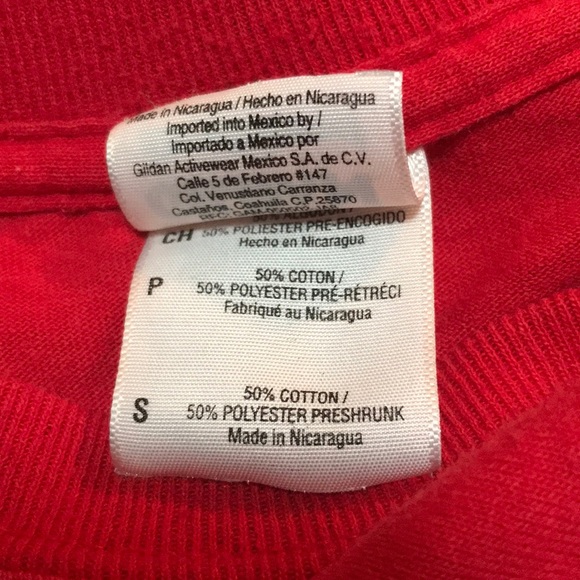 Made in Nicaragua / Hecho en Nicaragua
Imported into Mexico by /
Importado a Mexico por
Gildan Activewear Mexico S.A. de C.V.
Calle 5 de Febrero #147
Col. Venustiano Carranza
Castaños, Coahuila C.P. 25870
CH 50% POLIESTER PRE-ENCOGIDO
Hecho en Nicaragua
P 50% COTON /
50% POLYESTER PRÉ-RÉTRÉCI
Fabriqué au Nicaragua
S 50% COTTON /
50% POLYESTER PRESHRUNK
Made in Nicaragua